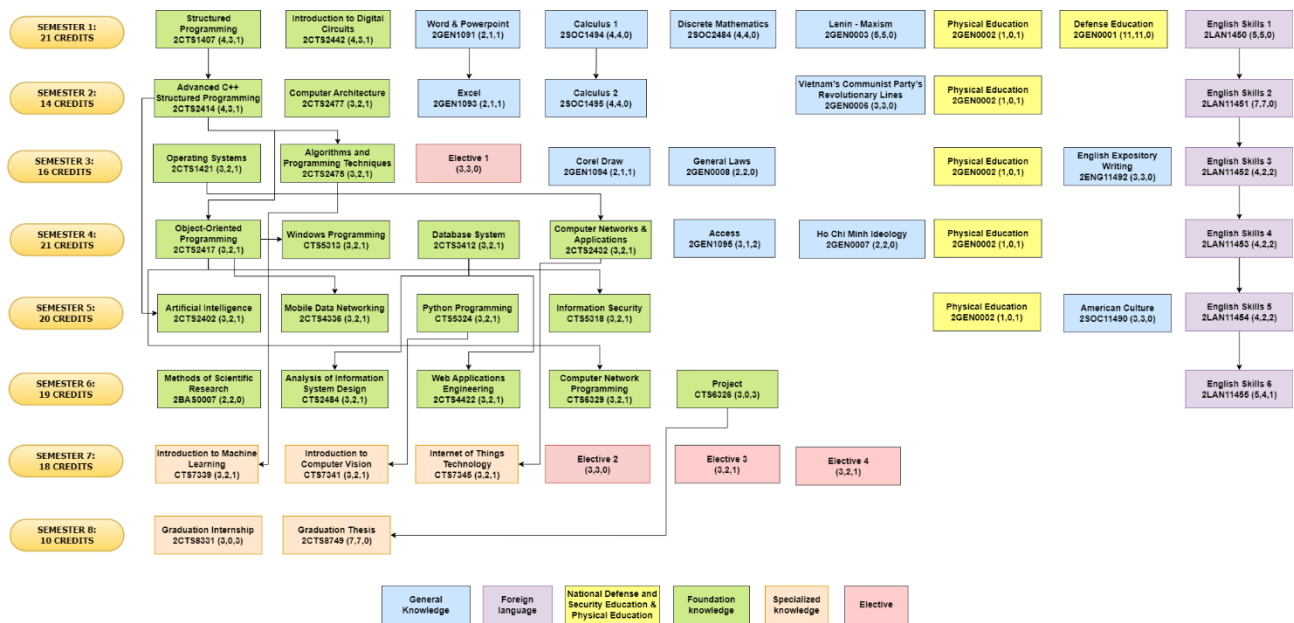 SEMESTER 1:
21 CREDITS
Structured
Programming
2CTS1407 (4,3,1)
Introduction to Digital
Circuits
2CTS2442 (4,3,1)
Word & Powerpoint
2GEN1091 (2,1,1)
Calculus 1
2SOC1494 (4,4,0)
Discrete Mathematics
2SOC2484 (4,4,0)
Lenin - Maxism
2GEN0003 (5,5,0)
Physical Education
2GEN0002 (1,0,1)
Defense Education
2GEN0001 (11,11,0)
English Skills 1
2LAN1450 (5,5,0)
SEMESTER 2:
14 CREDITS
Advanced C++
Structured Programming
2CTS2414 (4,3,1)
Computer Architecture
2CTS2477 (3,2,1)
Excel
2GEN1093 (2,1,1)
Calculus 2
2SOC1495 (4,4,0)
Vietnam's Communist Party's
Revolutionary Lines
2GEN0006 (3,3,0)
Physical Education
2GEN0002 (1,0,1)
English Skills 2
2LAN11451 (7,7,0)
SEMESTER 3:
16 CREDITS
Operating Systems
2CTS1421 (3,2,1)
Algorithms and
Programming Techniques
2CTS2475 (3,2,1)
Elective 1
(3,3,0)
Corel Draw
2GEN1094 (2,1,1)
General Laws
2GEN0008 (2,2,0)
Physical Education
2GEN0002 (1,0,1)
English Expository
Writing
2ENG11492 (3,3,0)
English Skills 3
2LAN11452 (4,2,2)
SEMESTER 4:
21 CREDITS
Object-Oriented
Programming
2CTS2417 (3,2,1)
Windows Programming
CTS5313 (3,2,1)
Database System
2CTS3412 (3,2,1)
Computer Networks &
Applications
2CTS2432 (3,2,1)
Access
2GEN1095 (3,1,2)
Ho Chi Minh Ideology
2GEN0007 (2,2,0)
Physical Education
2GEN0002 (1,0,1)
English Skills 4
2LAN11453 (4,2,2)
SEMESTER 5:
20 CREDITS
Artificial Intelligence
2CTS2402 (3,2,1)
Mobile Data Networking
2CTS4336 (3,2,1)
Python Programming
CTS5324 (3,2,1)
Information Security
CTS5318 (3,2,1)
Physical Education
2GEN0002 (1,0,1)
American Culture
2SOC11490 (3,3,0)
English Skills 5
2LAN11454 (4,2,2)
SEMESTER 6:
19 CREDITS
Methods of Scientific
Research
2BAS0007 (2,2,0)
Analysis of Information
System Design
CTS2484 (3,2,1)
Web Applications
Engineering
2CTS4422 (3,2,1)
Computer Network
Programming
CTS6329 (3,2,1)
Project
CTS6326 (3,0,3)
English Skills 6
2LAN11455 (5,4,1)
SEMESTER 7:
18 CREDITS
Introduction to Machine
Learning
CTS7339 (3,2,1)
Introduction to
Computer Vision
CTS7341 (3,2,1)
Internet of Things
Technology
CTS7345 (3,2,1)
Elective 2
(3,3,0)
Elective 3
(3,2,1)
Elective 4
(3,2,1)
SEMESTER 8:
10 CREDITS
Graduation Internship
2CTS8331 (3,0,3)
Graduation Thesis
2CTS8749 (7,7,0)
General
Knowledge
Foreign
language
National Defense and
Security Education &
Physical Education
Foundation
knowledge
Specialized
knowledge
Elective